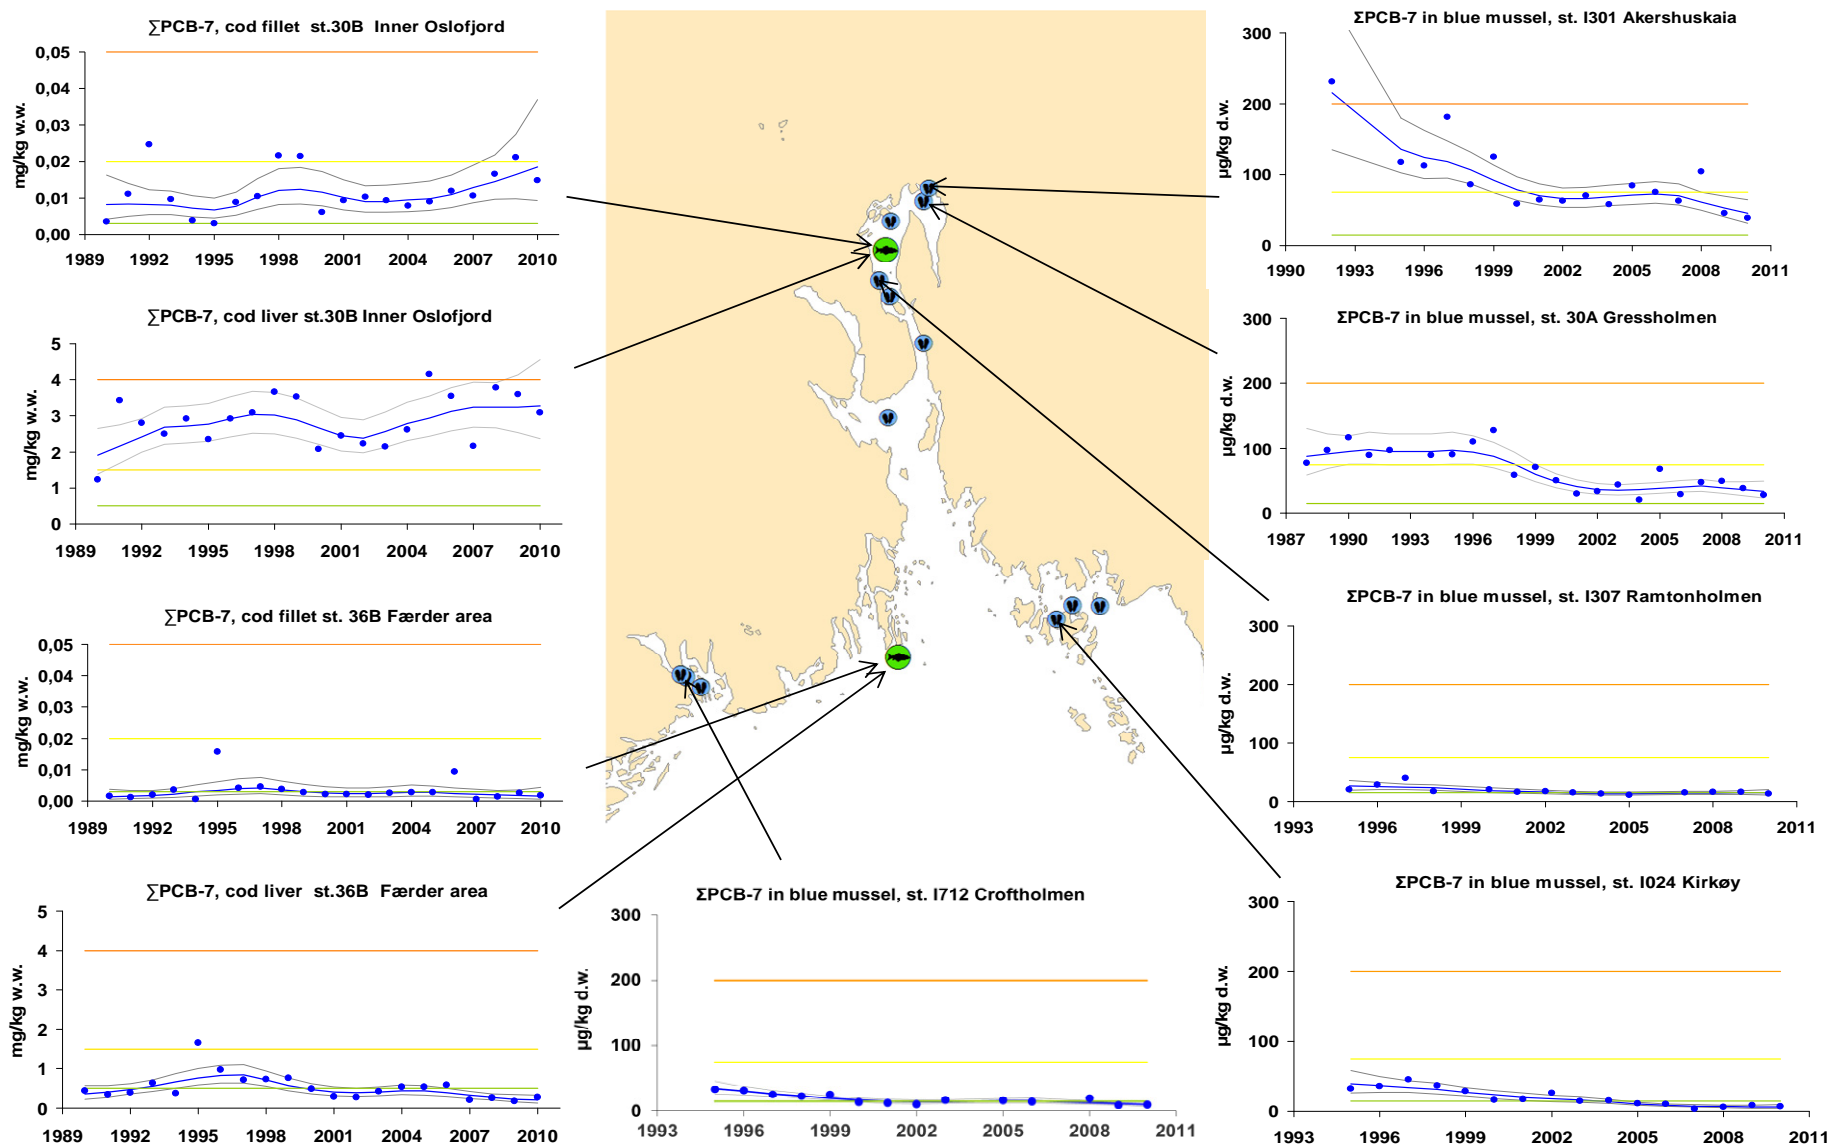 ∑PCB-7, cod fillet st.30B Inner Oslofjord
mg/kg w.w.
0,05
0,04
0,03
0,02
0,01
0,00
1989 1992 1995 1998 2001 2004 2007 2010
∑PCB-7, cod liver st.30B Inner Oslofjord
mg/kg w.w.
5
4
3
2
1
0
1989 1992 1995 1998 2001 2004 2007 2010
∑PCB-7, cod fillet st. 36B Færder area
mg/kg w.w.
0,05
0,04
0,03
0,02
0,01
0,00
1989 1992 1995 1998 2001 2004 2007 2010
∑PCB-7, cod liver st.36B Færder area
mg/kg w.w.
5
4
3
2
1
0
1989 1992 1995 1998 2001 2004 2007 2010
ΣPCB-7 in blue mussel, st. I712 Croftholmen
µg/kg d.w.
300
200
100
0
1993 1996 1999 2002 2005 2008 2011
ΣPCB-7 in blue mussel, st. I301 Akershuskaia
µg/kg d.w.
300
200
100
0
1990 1993 1996 1999 2002 2005 2008 2011
ΣPCB-7 in blue mussel, st. 30A Gressholmen
µg/kg d.w.
300
200
100
0
1987 1990 1993 1996 1999 2002 2005 2008 2011
ΣPCB-7 in blue mussel, st. I307 Ramtonholmen
µg/kg d.w.
300
200
100
0
1993 1996 1999 2002 2005 2008 2011
ΣPCB-7 in blue mussel, st. I024 Kirkøy
µg/kg d.w.
300
200
100
0
1993 1996 1999 2002 2005 2008 2011